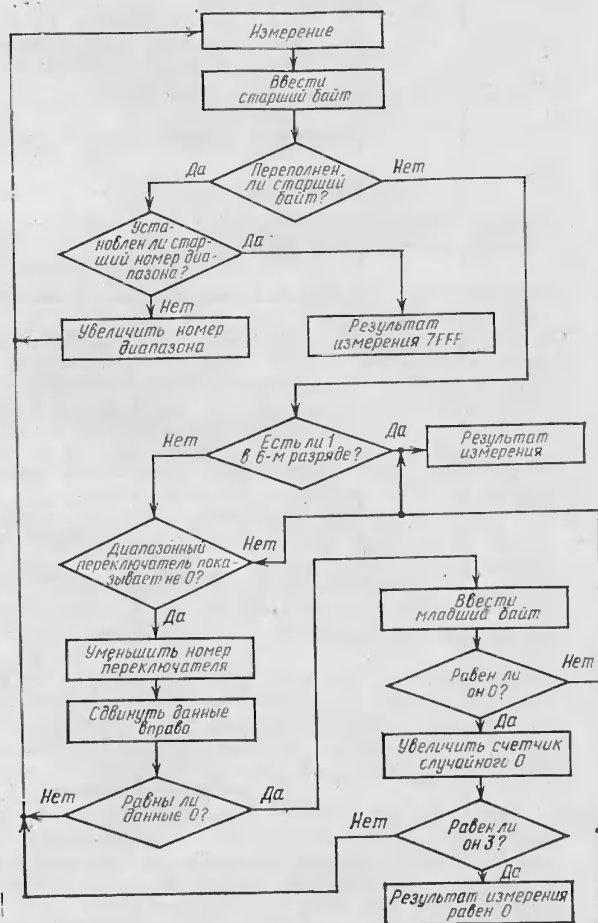 Измерение
Ввести
старший байт
Да
Переполнен
ли старший
байт?
Нет
Уста-
новлен ли стар-
ший номер диа-
пазона?
Да
Нет
Увеличить номер
диапазона
Результат
измерения 7FFF
Нет
Есть ли 1
в 6-м разряде?
Да
Результат
измерения
Диапазонный
переключатель пока-
зывает не 0?
Нет
Да
Ввести
младший байт
Уменьшить номер
переключателя
Равен ли
он 0?
Нет
Сдвинуть данные
вправо
Да
Увеличить счетчик
случайного 0
Нет
Равны ли
данные 0?
Да
Нет
Равен ли
он 3?
Да
Результат измерения
равен 0